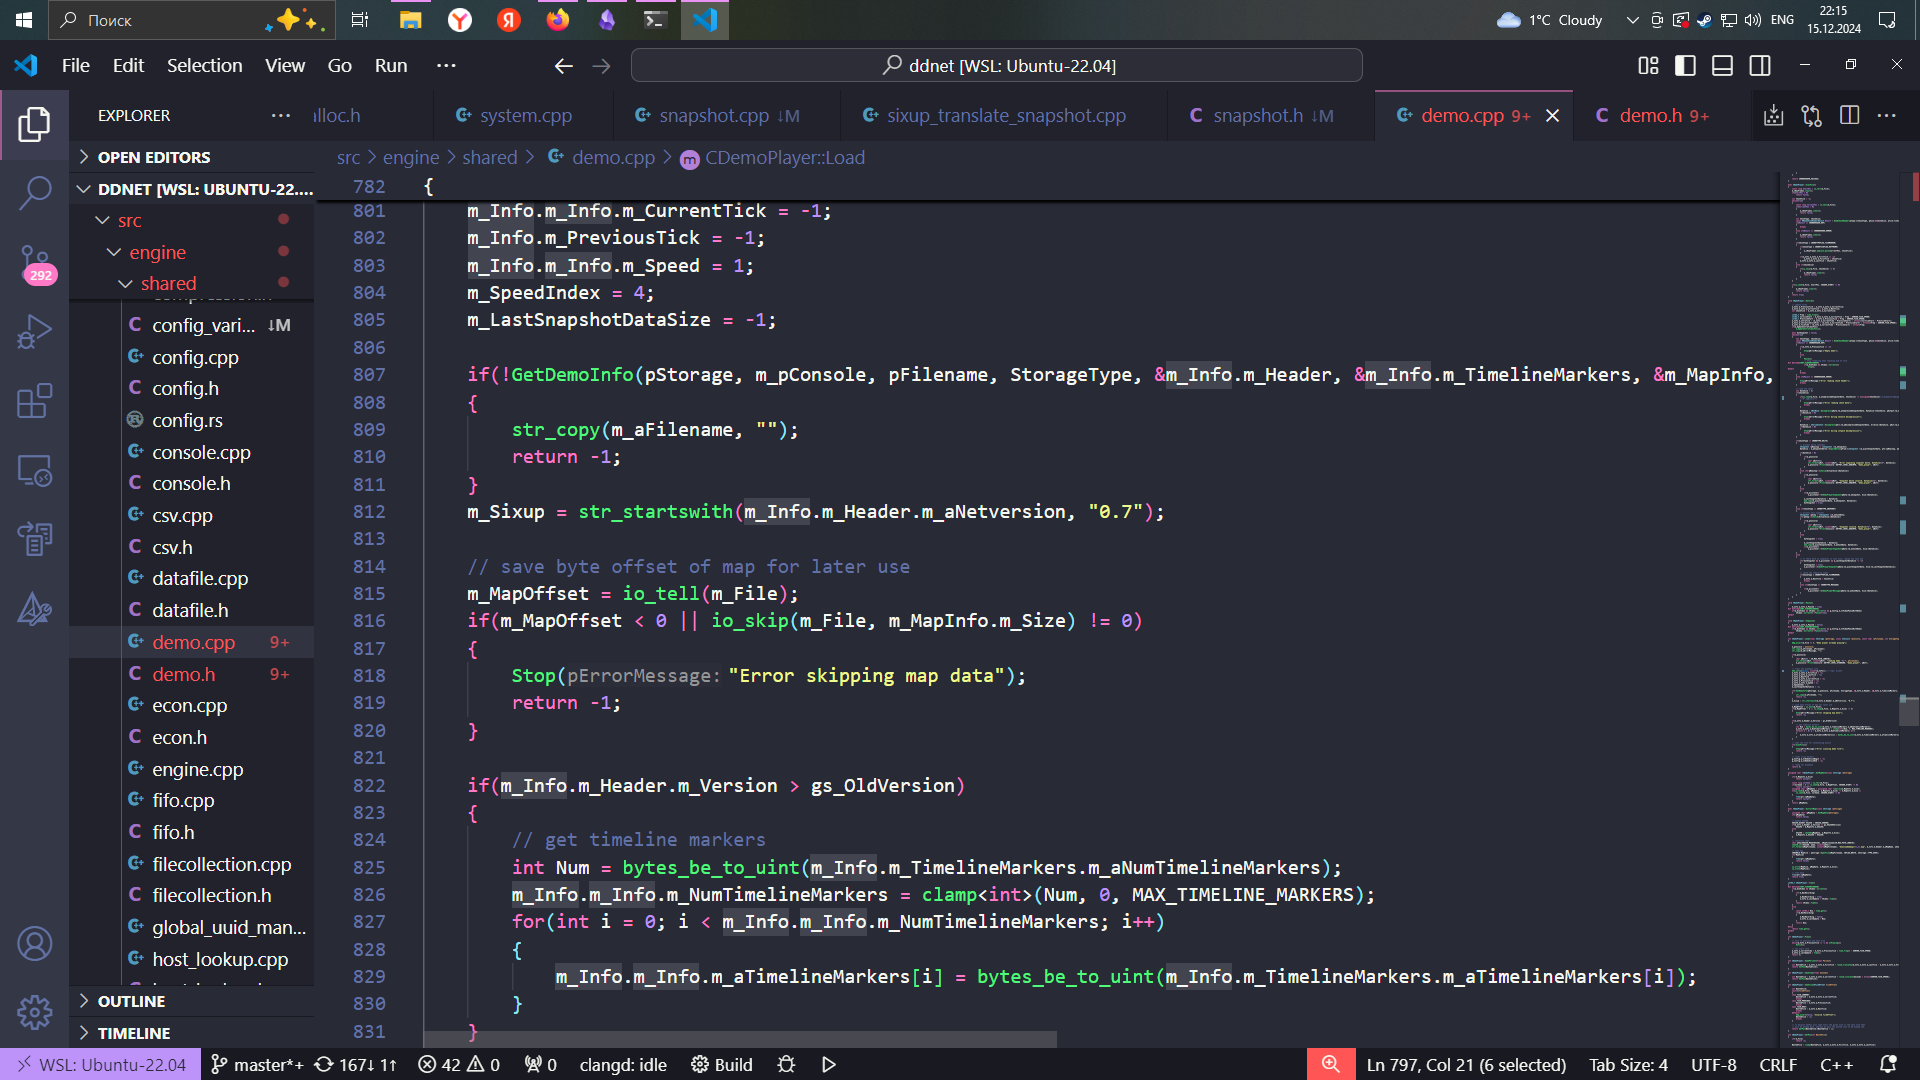 Поиск
1°C Cloudy
ENG
22:15
15.12.2024
File Edit Selection View Go Run ···
ddnet [WSL: Ubuntu-22.04]
EXPLORER
lloc.h
system.cpp
snapshot.cpp ↓M
sixup_translate_snapshot.cpp
snapshot.h ↓M
demo.cpp 9+
demo.h 9+
OPEN EDITORS
DDNET [WSL: UBUNTU-22....
src
engine
shared
config_vari... ↓M
config.cpp
config.h
config.rs
console.cpp
console.h
csv.cpp
csv.h
datafile.cpp
datafile.h
demo.cpp 9+
demo.h 9+
econ.cpp
econ.h
engine.cpp
fifo.cpp
fifo.h
filecollection.cpp
filecollection.h
global_uuid_man...
host_lookup.cpp
OUTLINE
TIMELINE
292
src > engine > shared > demo.cpp > CDemoPlayer::Load
782 {
801 m_Info.m_Info.m_CurrentTick = -1;
802 m_Info.m_PreviousTick = -1;
803 m_Info.m_Info.m_Speed = 1;
804 m_SpeedIndex = 4;
805 m_LastSnapshotDataSize = -1;
806
807 if(!GetDemoInfo(pStorage, m_pConsole, pFilename, StorageType, &m_Info.m_Header, &m_Info.m_TimelineMarkers, &m_MapInfo,
808 {
809 str_copy(m_aFilename, "");
810 return -1;
811 }
812 m_Sixup = str_startswith(m_Info.m_Header.m_aNetversion, "0.7");
813
814 // save byte offset of map for later use
815 m_MapOffset = io_tell(m_File);
816 if(m_MapOffset < 0 || io_skip(m_File, m_MapInfo.m_Size) != 0)
817 {
818 Stop(pErrorMessage: "Error skipping map data");
819 return -1;
820 }
821
822 if(m_Info.m_Header.m_Version > gs_OldVersion)
823 {
824 // get timeline markers
825 int Num = bytes_be_to_uint(m_Info.m_TimelineMarkers.m_aNumTimelineMarkers);
826 m_Info.m_Info.m_NumTimelineMarkers = clamp<int>(Num, 0, MAX_TIMELINE_MARKERS);
827 for(int i = 0; i < m_Info.m_Info.m_NumTimelineMarkers; i++)
828 {
829 m_Info.m_Info.m_aTimelineMarkers[i] = bytes_be_to_uint(m_Info.m_TimelineMarkers.m_aTimelineMarkers[i]);
830 }
831 }
WSL: Ubuntu-22.04 master*+ 167↓ 1↑ 42 0 0 clangd: idle Build
Ln 797, Col 21 (6 selected) Tab Size: 4 UTF-8 CRLF C++